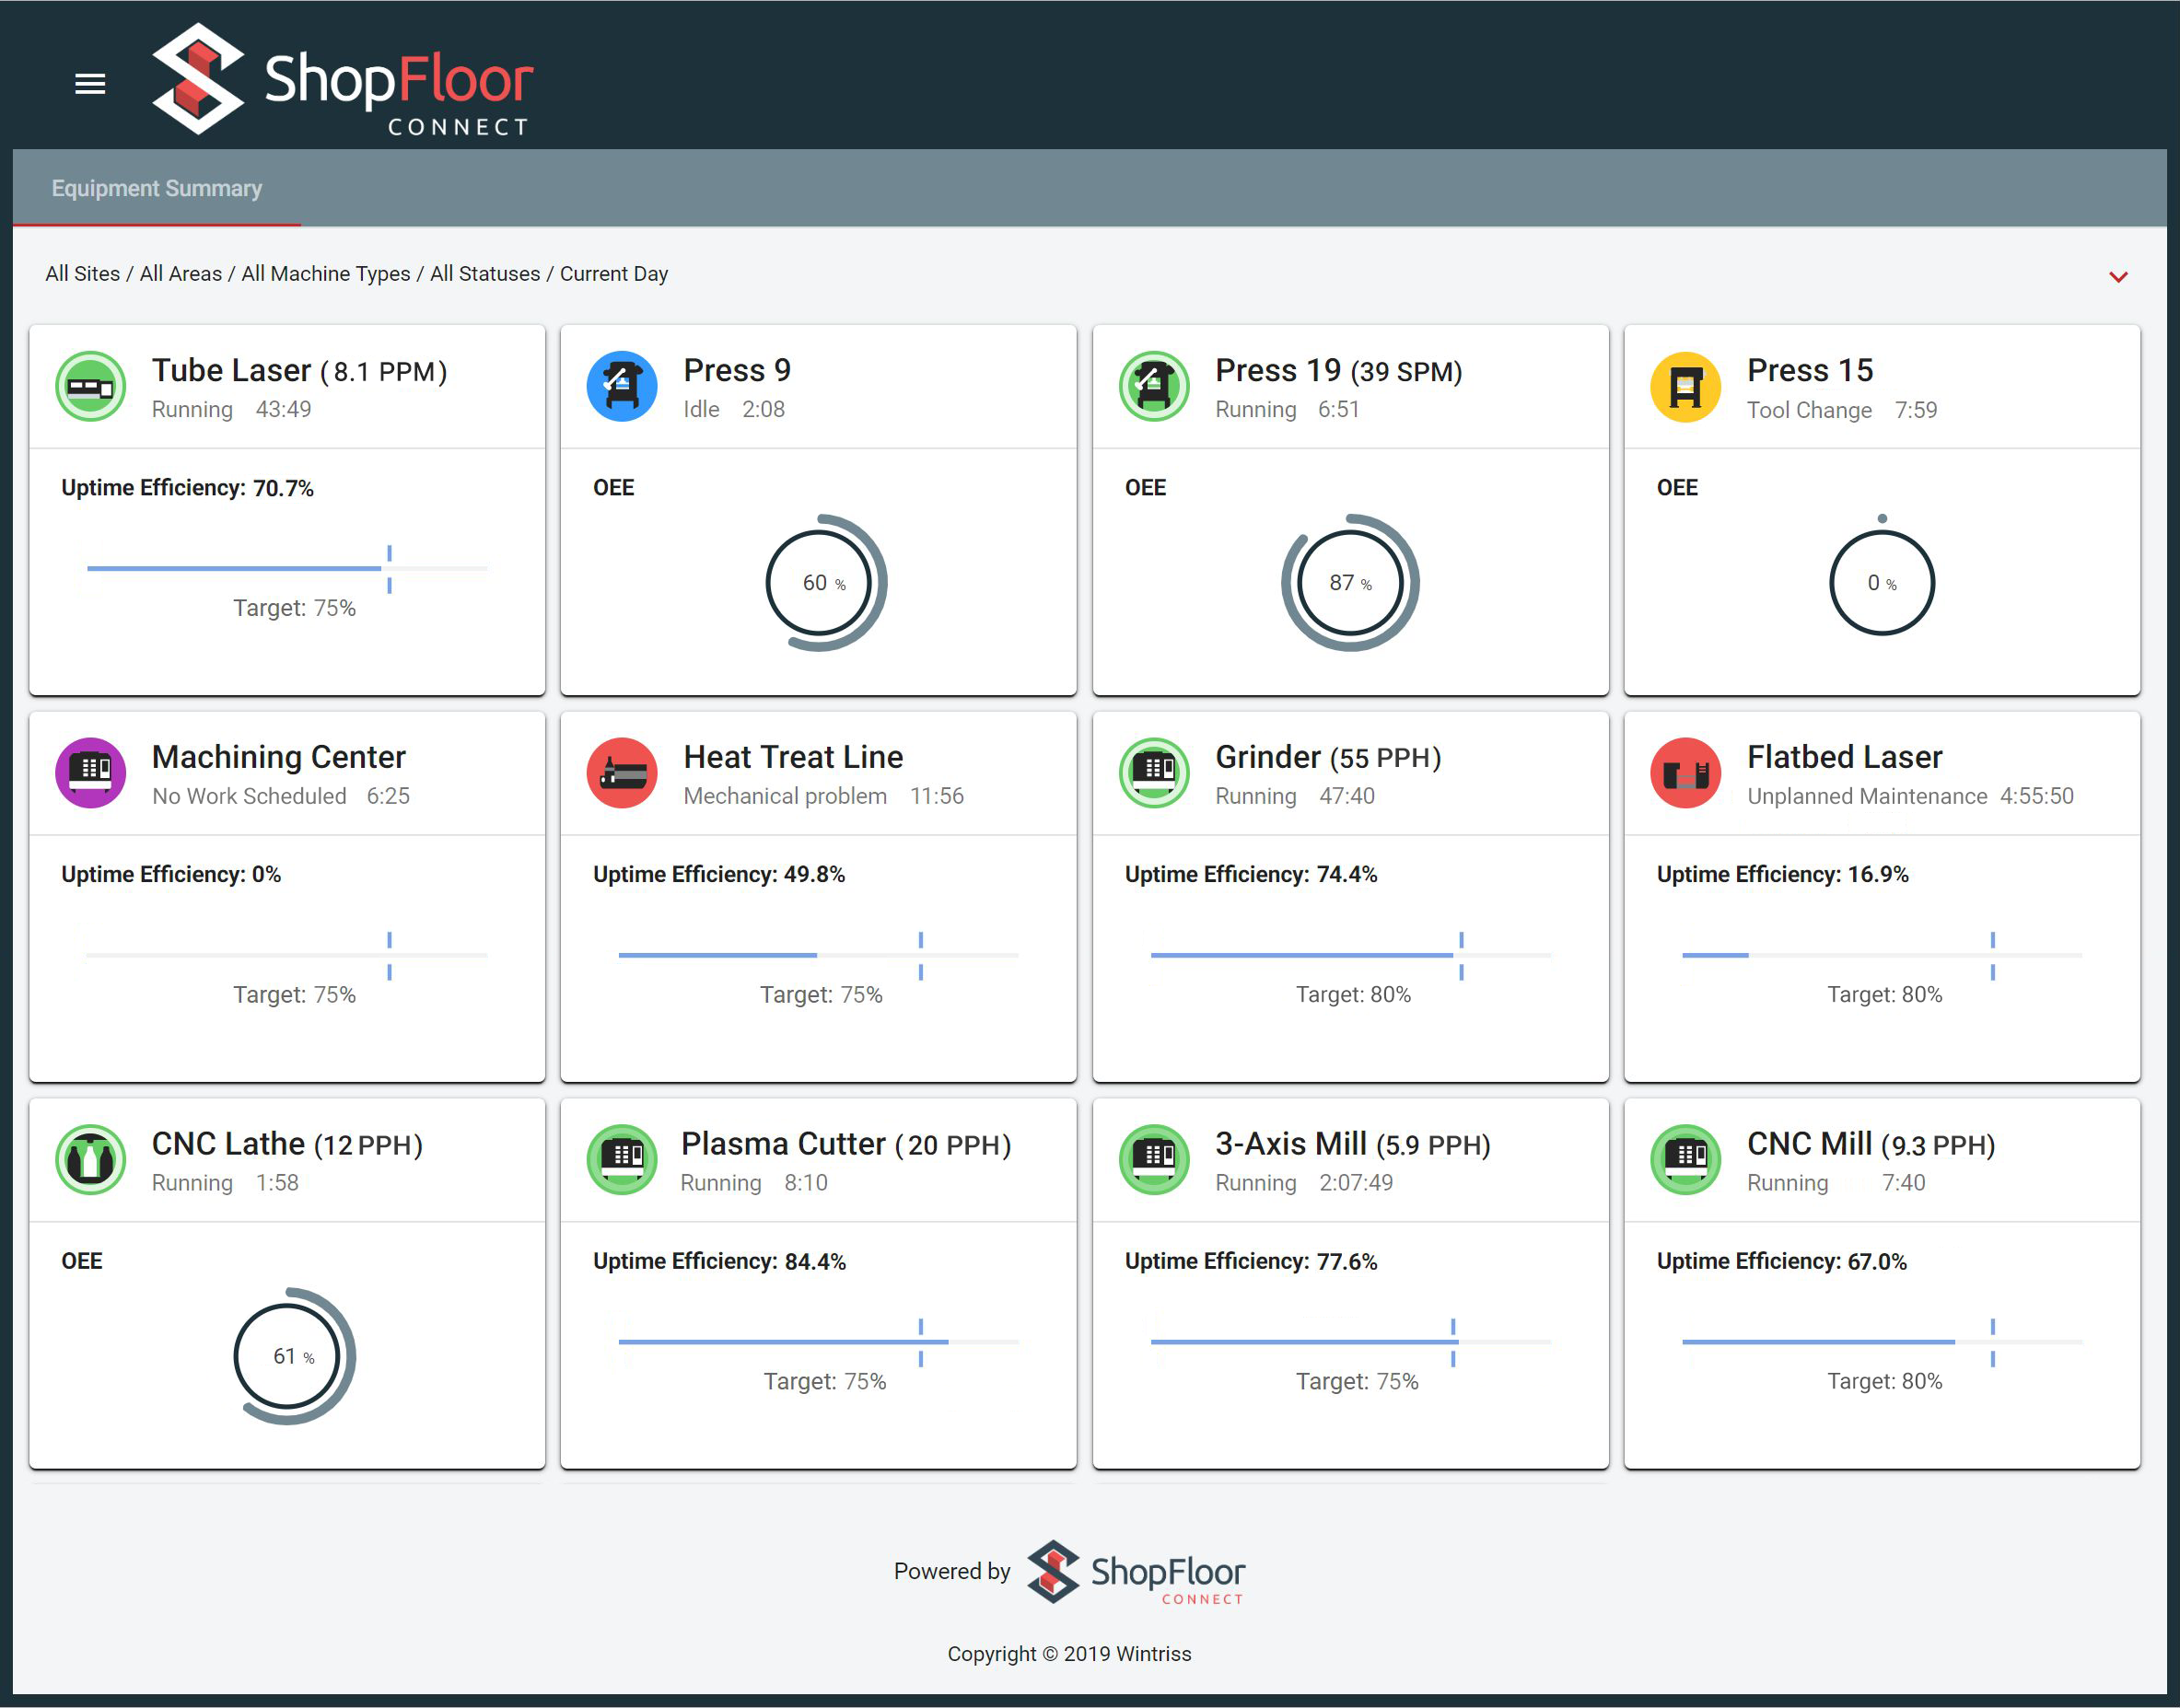 ShopFloor
CONNECT
Equipment Summary
All Sites / All Areas / All Machine Types / All Statuses / Current Day
Tube Laser (8.1 PPM)
Running 43:49
Uptime Efficiency: 70.7%
Target: 75%
Press 9
Idle 2:08
OEE
60 %
Press 19 (39 SPM)
Running 6:51
OEE
87 %
Press 15
Tool Change 7:59
OEE
0 %
Machining Center
No Work Scheduled 6:25
Uptime Efficiency: 0%
Target: 75%
Heat Treat Line
Mechanical problem 11:56
Uptime Efficiency: 49.8%
Target: 75%
Grinder (55 PPH)
Running 47:40
Uptime Efficiency: 74.4%
Target: 80%
Flatbed Laser
Unplanned Maintenance 4:55:50
Uptime Efficiency: 16.9%
Target: 80%
CNC Lathe (12 PPH)
Running 1:58
OEE
61 %
Plasma Cutter (20 PPH)
Running 8:10
Uptime Efficiency: 84.4%
Target: 75%
3-Axis Mill (5.9 PPH)
Running 2:07:49
Uptime Efficiency: 77.6%
Target: 75%
CNC Mill (9.3 PPH)
Running 7:40
Uptime Efficiency: 67.0%
Target: 80%
Powered by ShopFloor
CONNECT
Copyright © 2019 Wintriss